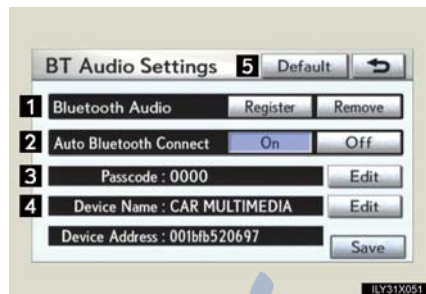 BT Audio Settings 5 Default
1 Bluetooth Audio Register Remove
2 Auto Bluetooth Connect On Off
3 Passcode : 0000 Edit
4 Device Name : CAR MULTIMEDIA Edit
Device Address : 001bfb520697
Save
ILY31X051